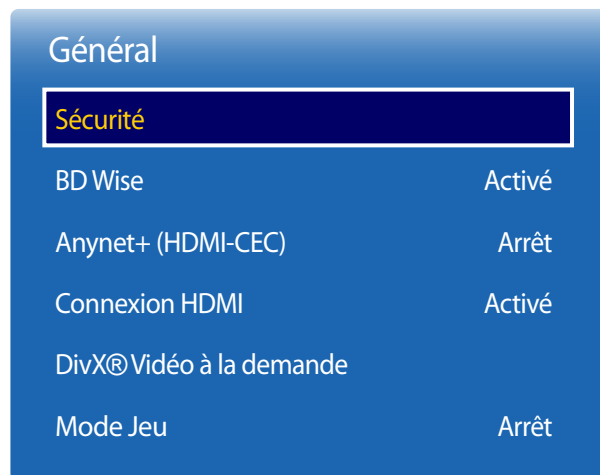 Général
Sécurité
BD Wise Activé
Anynet+ (HDMI-CEC) Arrêt
Connexion HDMI Activé
DivX® Vidéo à la demande
Mode Jeu Arrêt